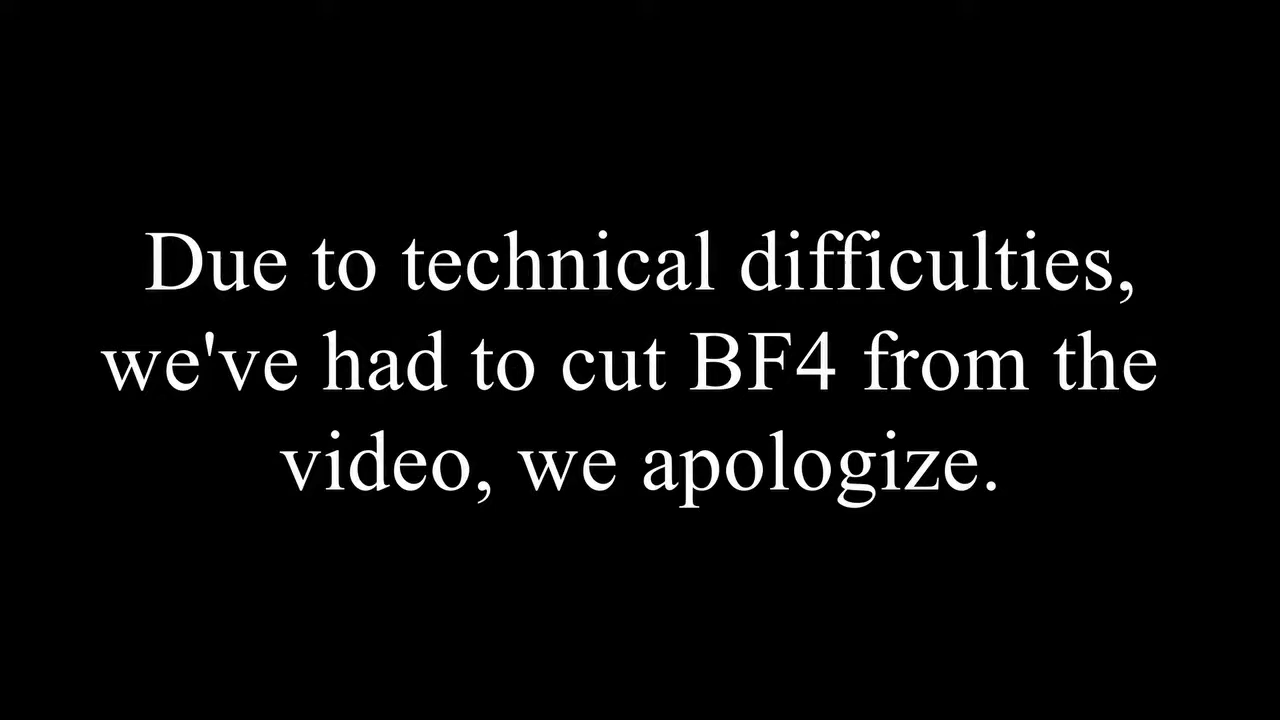 Due to technical difficulties,
we've had to cut BF4 from the
video, we apologize.